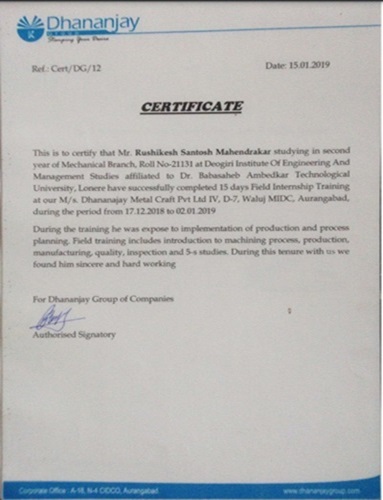 Dhananjay
GROUP
Shaping Your Desire
Ref.: Cert/DG/12
Date: 15.01.2019
CERTIFICATE
This is to certify that Mr. Rushikesh Santosh Mahendrakar studying in second
year of Mechanical Branch, Roll No-21131 at Deogiri Institute Of Engineering And
Management Studies affiliated to Dr. Babasaheb Ambedkar Technological
University, Lonere have successfully completed 15 days Field Internship Training
at our M/s. Dhananajay Metal Craft Pvt Ltd IV, D-7, Waluj MIDC, Aurangabad,
during the period from 17.12.2018 to 02.01.2019
During the training he was expose to implementation of production and process
planning. Field training includes introduction to machining process, production,
manufacturing, quality, inspection and 5-s studies. During this tenure with us we
found him sincere and hard working
For Dhananjay Group of Companies
Authorised Signatory
Corporate Office : A-18, N-4 CIDCO, Aurangabad.
www.dhananjaygroup.com